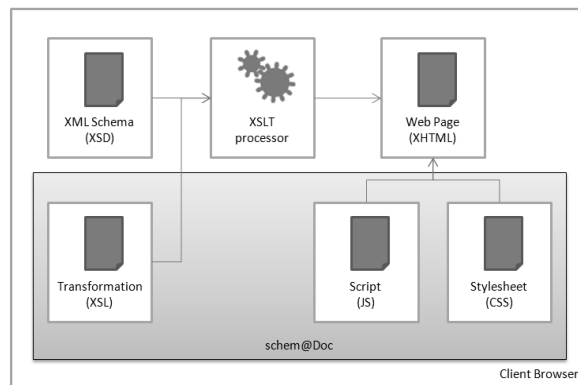 XML Schema
(XSD)
XSLT
processor
Web Page
(XHTML)
Transformation
(XSL)
Script
(JS)
Stylesheet
(CSS)
schem@Doc
Client Browser